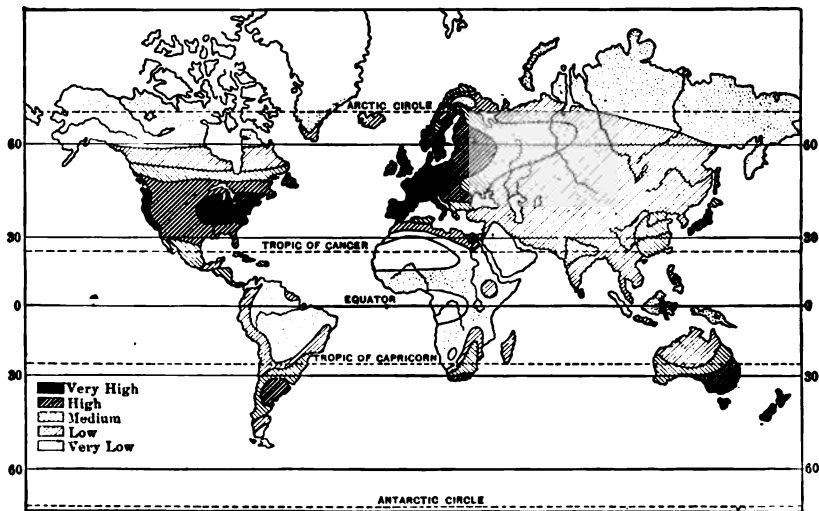 ARCTIC CIRCLE
60 60
30 30
TROPIC OF CANCER
EQUATOR
0 0
TROPIC OF CAPRICORN
30 30
Very High
High
Medium
Low
Very Low
60 60
ANTARCTIC CIRCLE